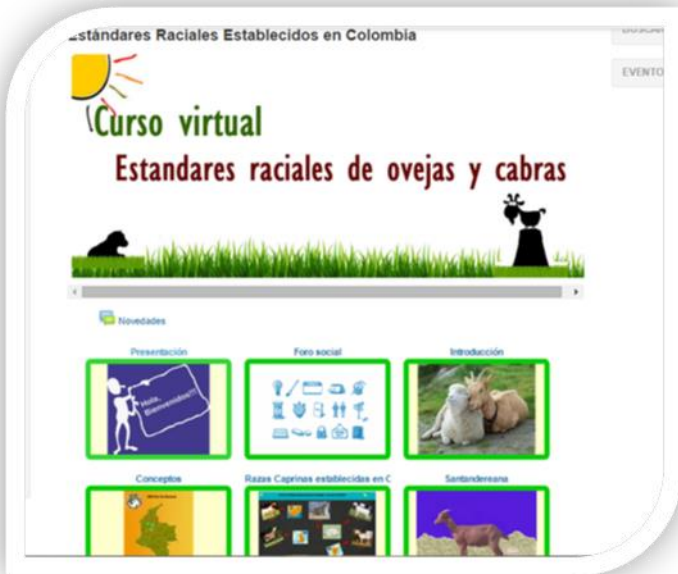 Estándares Raciales Establecidos en Colombia
BUSCAR
EVENTO
Curso virtual
Estandares raciales de ovejas y cabras
Novedades
Presentación
Foro social
Introducción
Hola,
Bienvenidos!!!
Conceptos
Razas Caprinas establecidas en C
Santandereana